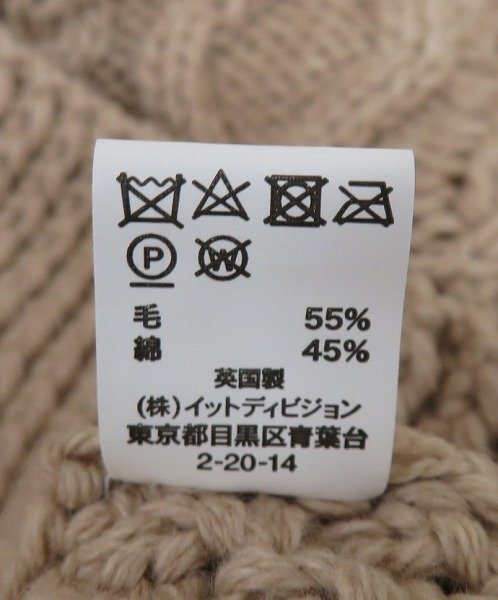 P W
毛 55%
綿 45%
英国製
(株)イットディビジョン
東京都目黒区青葉台
2-20-14